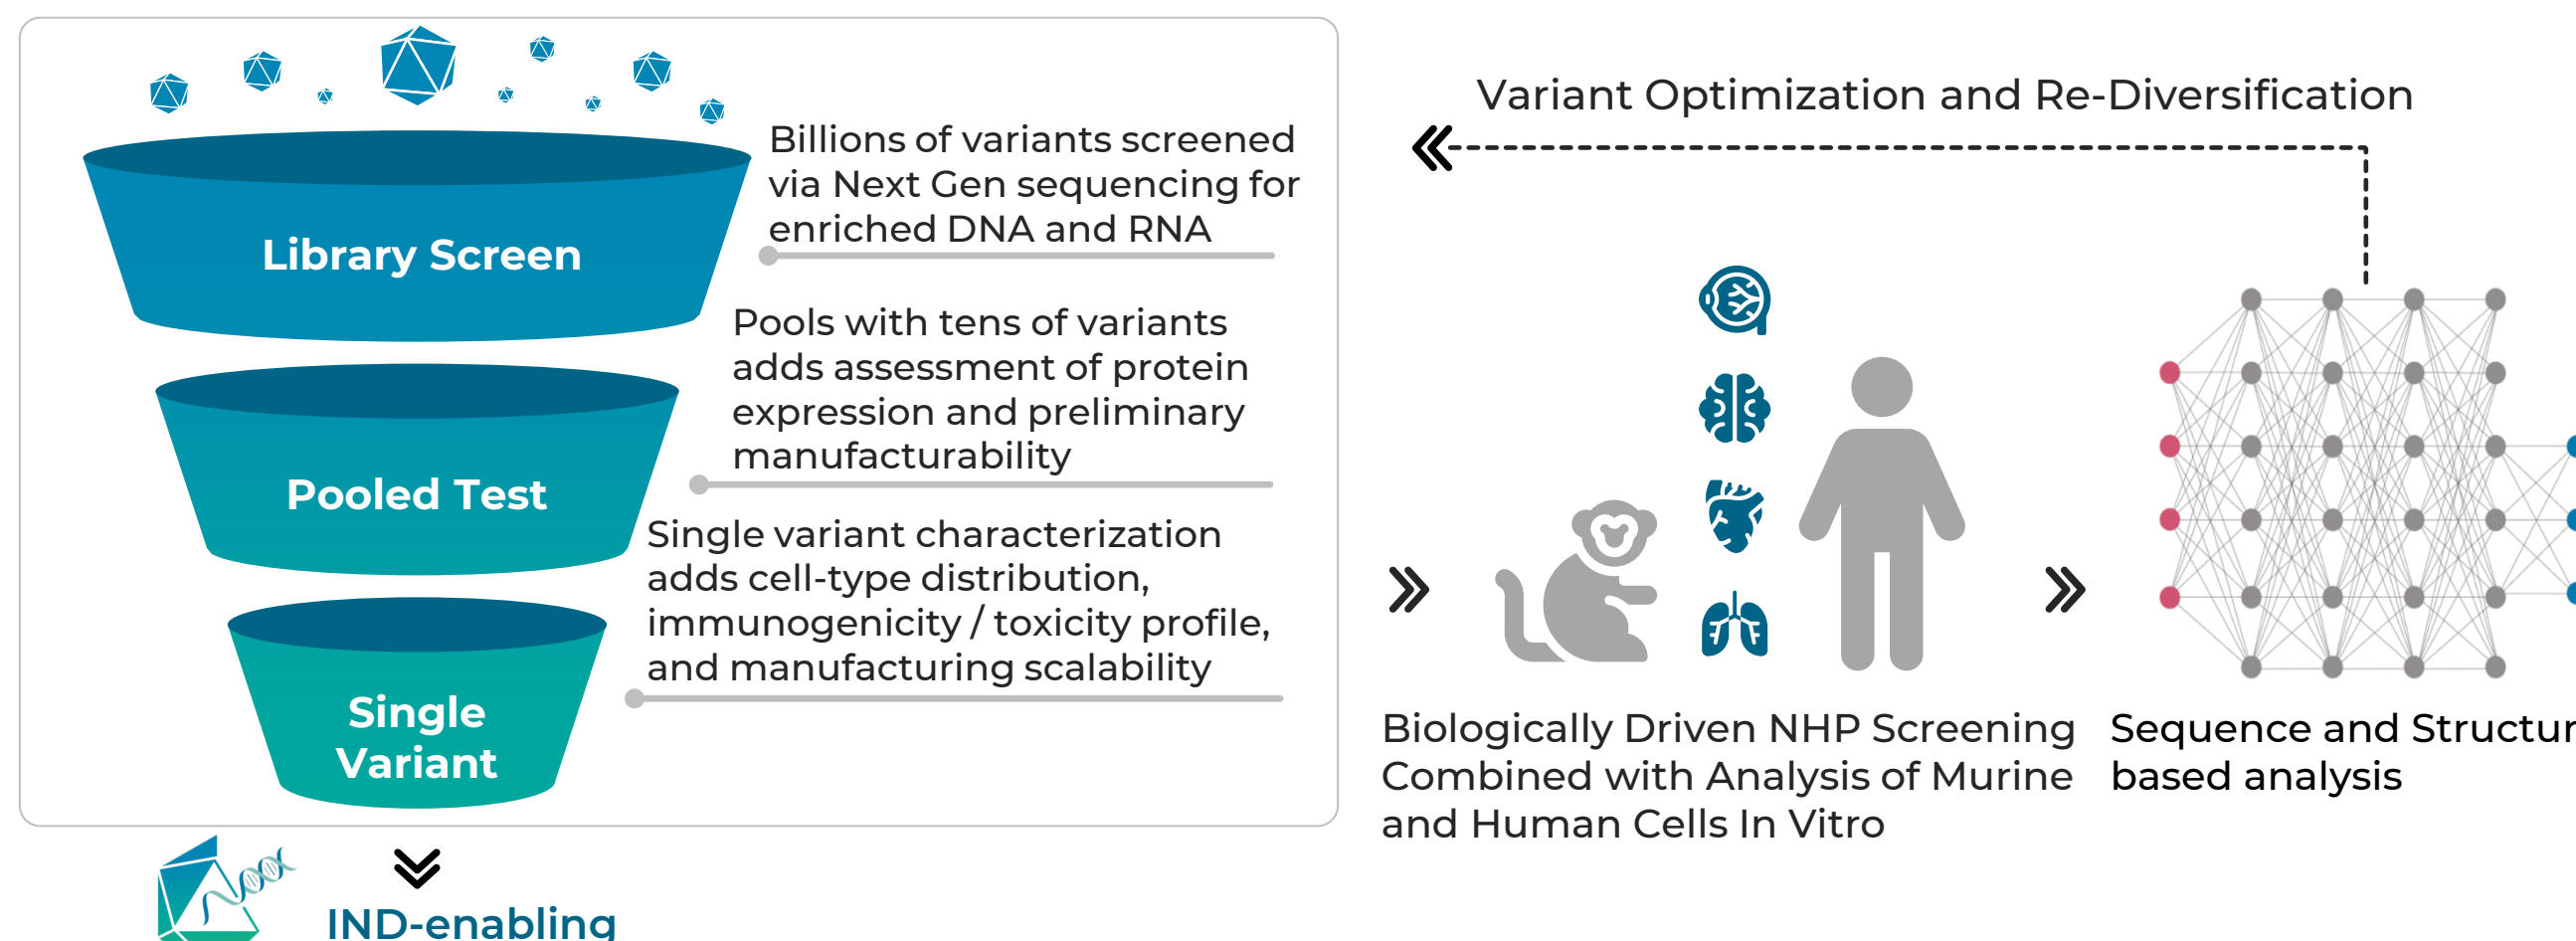 Library Screen
Billions of variants screened
via Next Gen sequencing for
enriched DNA and RNA
Pooled Test
Pools with tens of variants
adds assessment of protein
expression and preliminary
manufacturability
Single
Variant
Single variant characterization
adds cell-type distribution,
immunogenicity / toxicity profile,
and manufacturing scalability
IND-enabling
Variant Optimization and Re-Diversification
Biologically Driven NHP Screening
Combined with Analysis of Murine
and Human Cells In Vitro
Sequence and Structur
based analysis